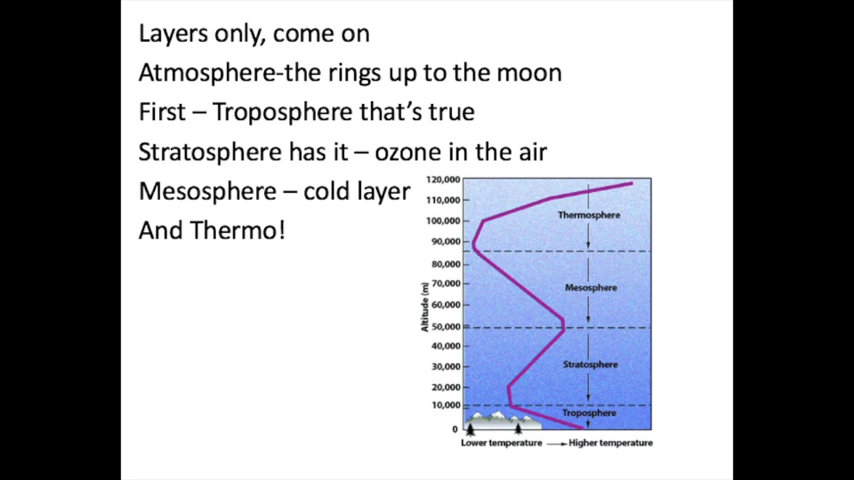 Layers only, come on
Atmosphere-the rings up to the moon
First – Troposphere that’s true
Stratosphere has it – ozone in the air
Mesosphere – cold layer
And Thermo!
120,000
110,000
100,000
90,000
80,000
70,000
60,000
50,000
40,000
30,000
20,000
10,000
0
Altitude (m)
Thermosphere
Mesosphere
Stratosphere
Troposphere
Lower temperature
Higher temperature